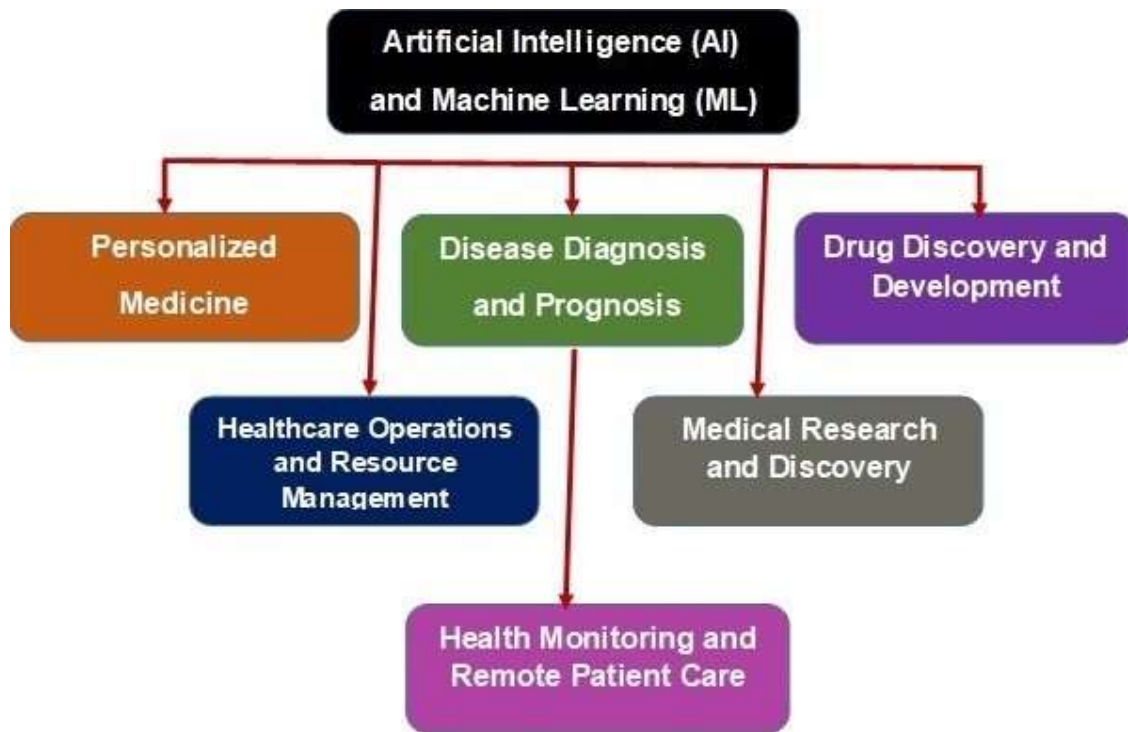 Artificial Intelligence (AI)
and Machine Learning (ML)
Personalized
Medicine
Disease Diagnosis
and Prognosis
Drug Discovery and
Development
Healthcare Operations
and Resource
Management
Medical Research
and Discovery
Health Monitoring and
Remote Patient Care